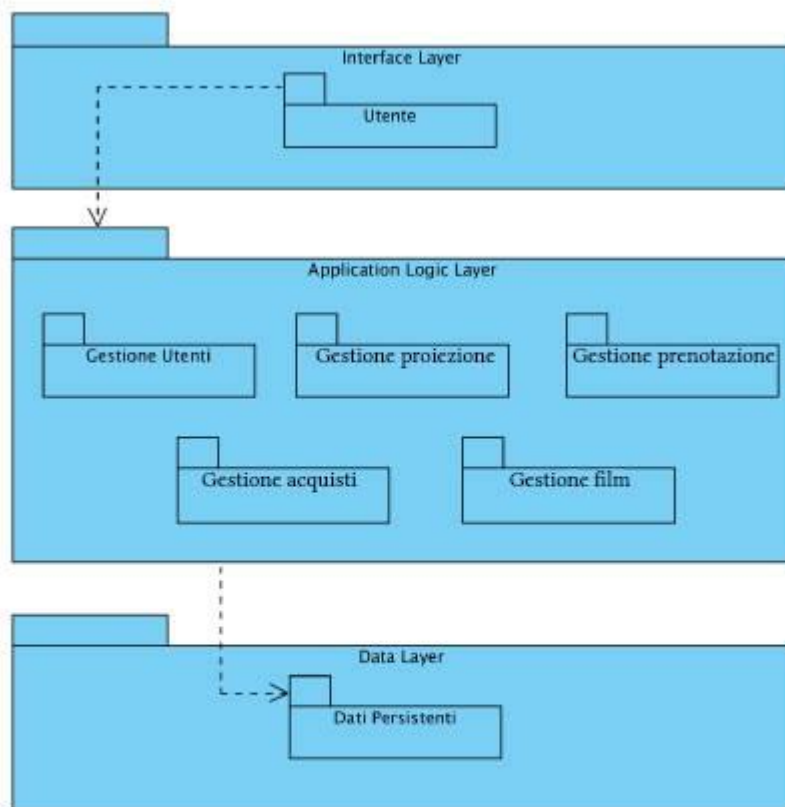 Interface Layer
Utente
Application Logic Layer
Gestione Utenti
Gestione proiezione
Gestione prenotazione
Gestione acquisti
Gestione film
Data Layer
Dati Persistenti